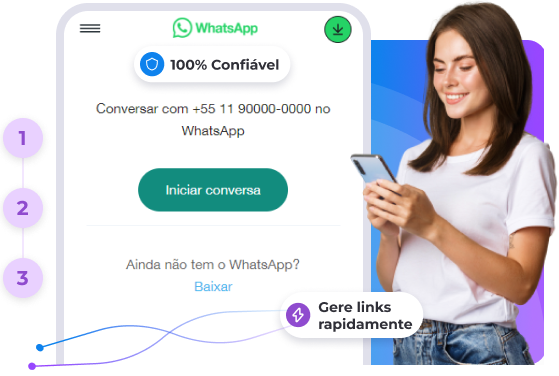 WhatsApp
100% Confiável
Conversar com +55 11 90000-0000 no
WhatsApp
1
2
3
Iniciar conversa
Ainda não tem o WhatsApp?
Baixar
Gere links
rapidamente